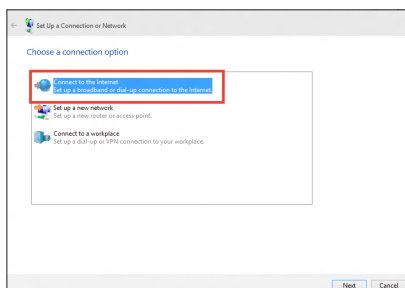 Set Up a Connection or Network
Choose a connection option
Connect to the Internet
Set up a broadband or dial-up connection to the Internet.
Set up a new network
Set up a new router or access point.
Connect to a workplace
Set up a dial-up or VPN connection to your workplace.
Next Cancel